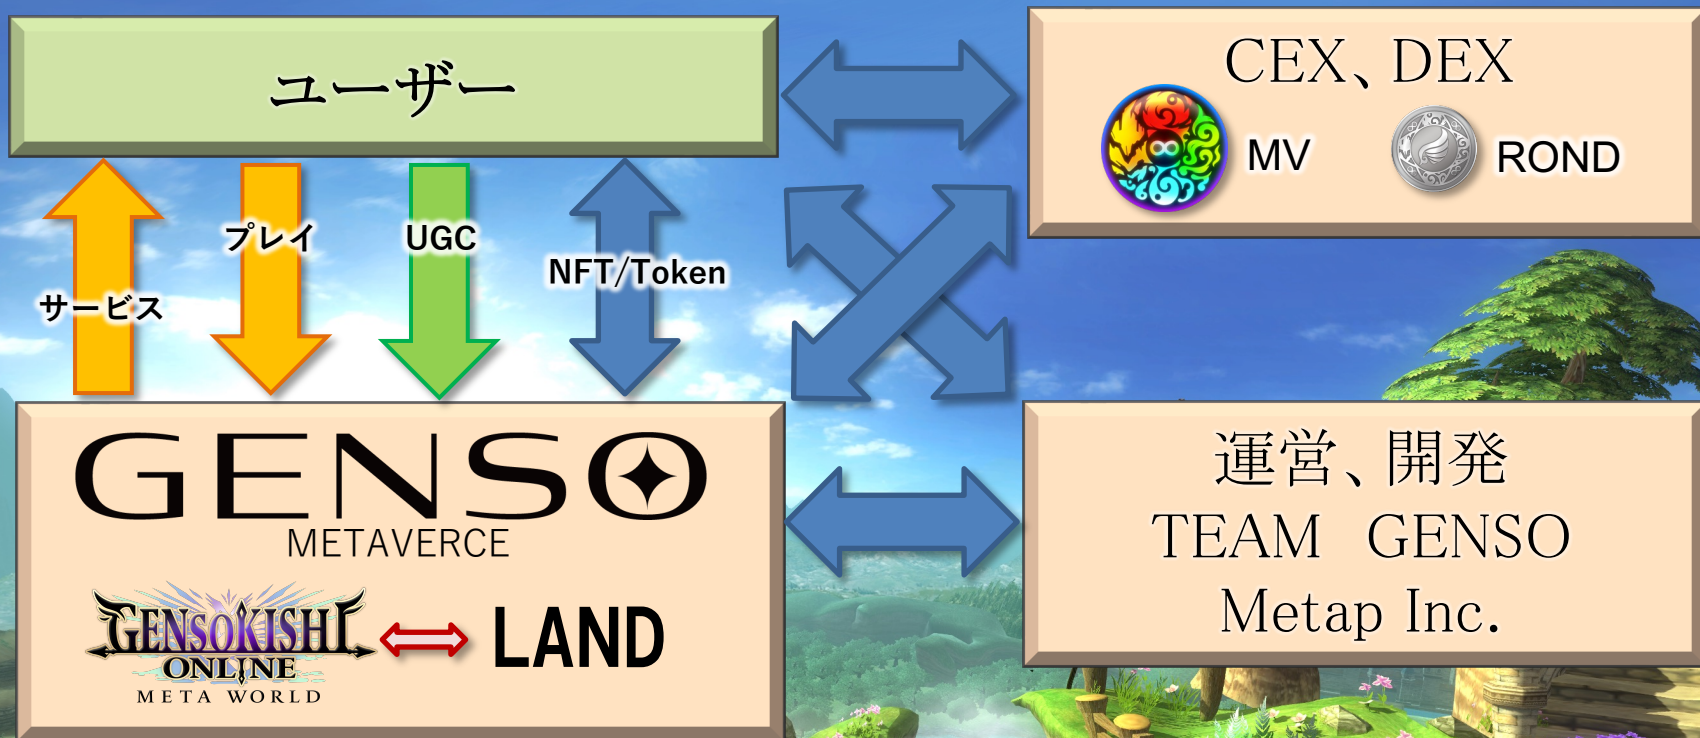 ユーザー
CEX、DEX
MV
ROND
サービス
プレイ
UGC
NFT/Token
GENSO
METAVERCE
GENSOKISHI
ONLINE
META WORLD
LAND
運営、開発
TEAM GENSO
Metap Inc.